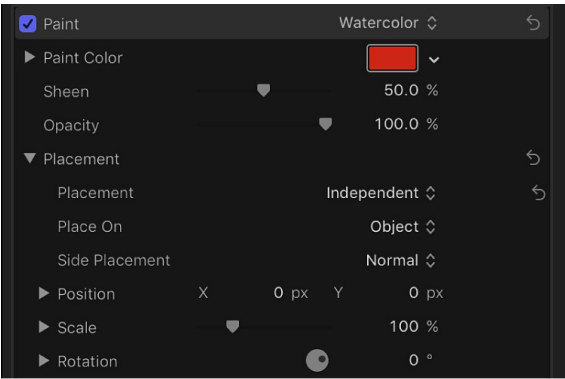 Paint Watercolor
Paint Color
Sheen 50.0 %
Opacity 100.0 %
Placement
Placement Independent
Place On Object
Side Placement Normal
Position X 0 px Y 0 px
Scale 100 %
Rotation 0 °